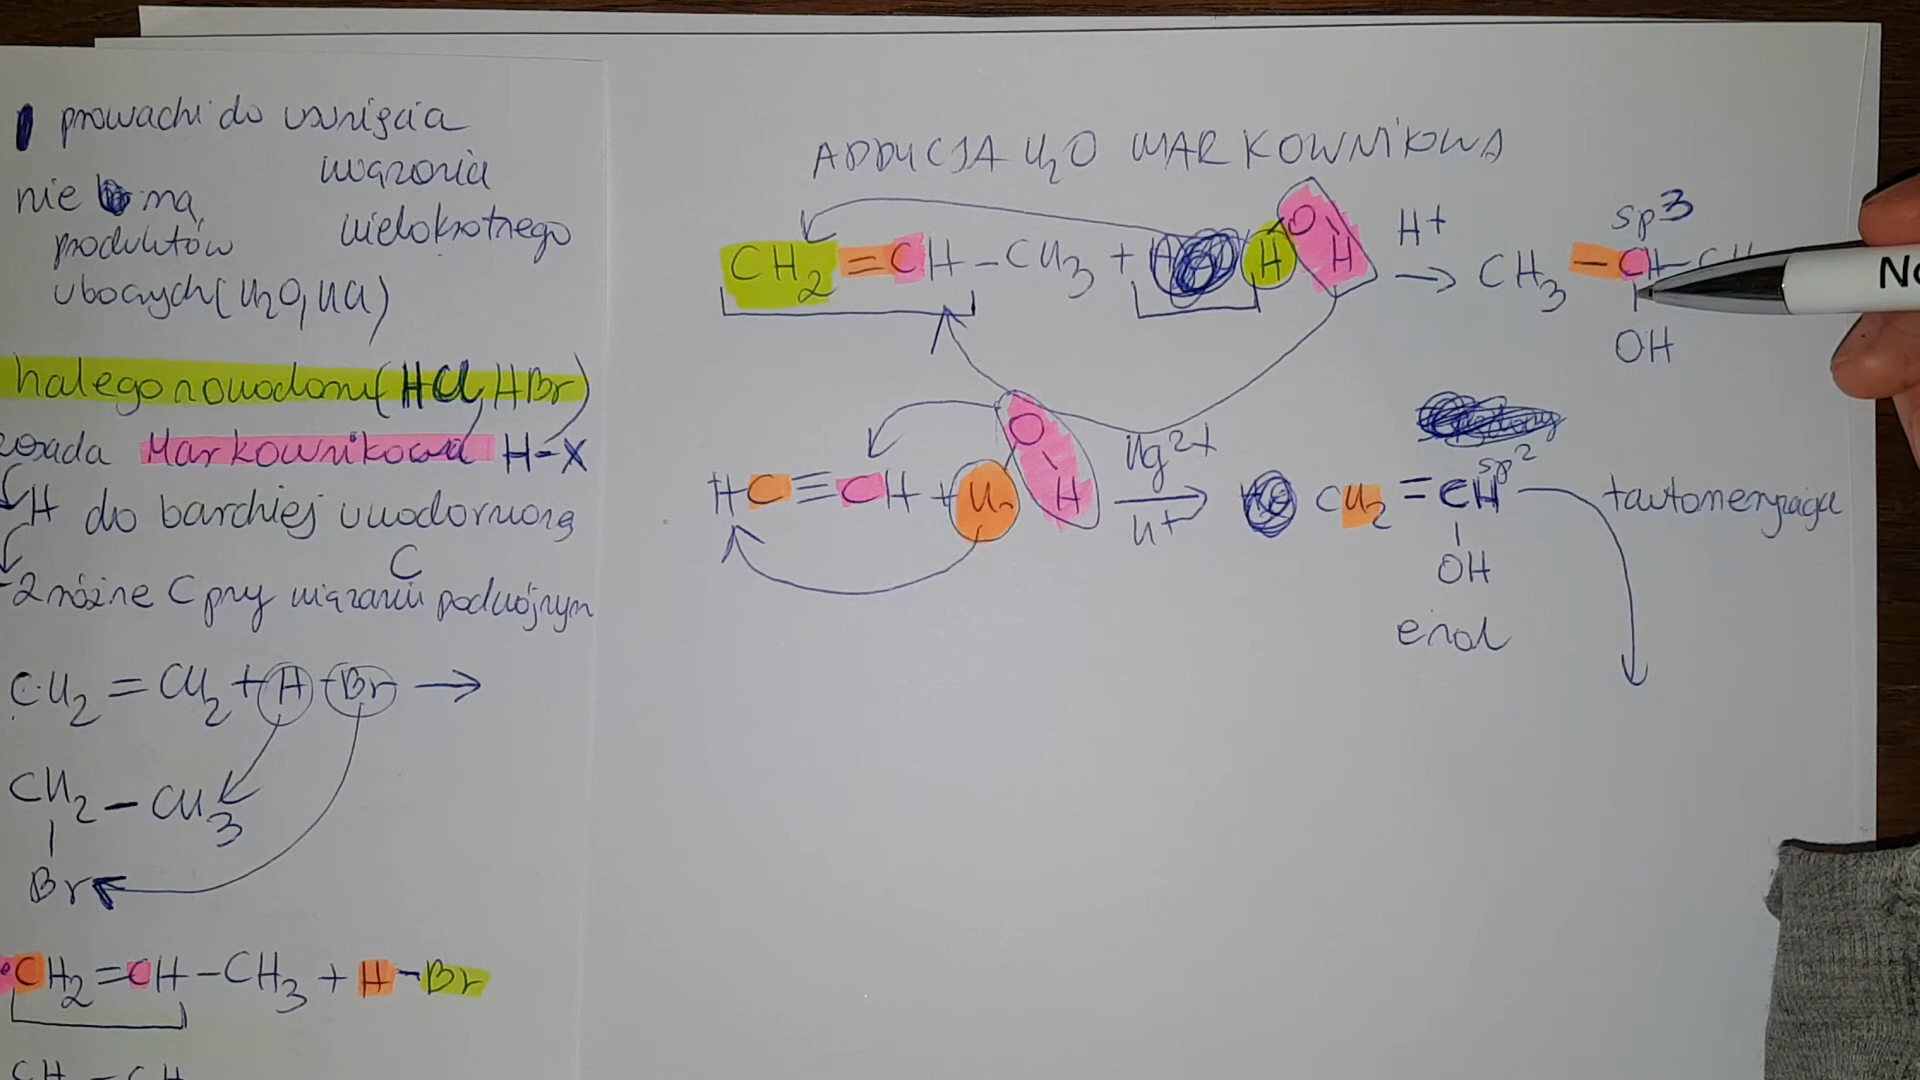 prowadzi do usunięcia
wiązania
nie ma
produktów wielokrotnego
ubocznych (H2O, HCl)
halogenowodory (HCl, HBr)
Markownikowa H-X
H do bardziej uwodornionego
C
2 różne C przy wiązaniu podwójnym
CH2=CH2+H-Br →
CH2-CH3
|
Br
CH2=CH-CH3+H-Br
ADDYCJA H2O MARKOWNIKOWA
sp3
CH2=CH-CH3+ H O H H+ → CH3-CH-CH
|
OH
HC≡CH+ H O-H Hg2+ H+ → CH2=CH sp2 tautomeryzacja
|
OH
enol
No